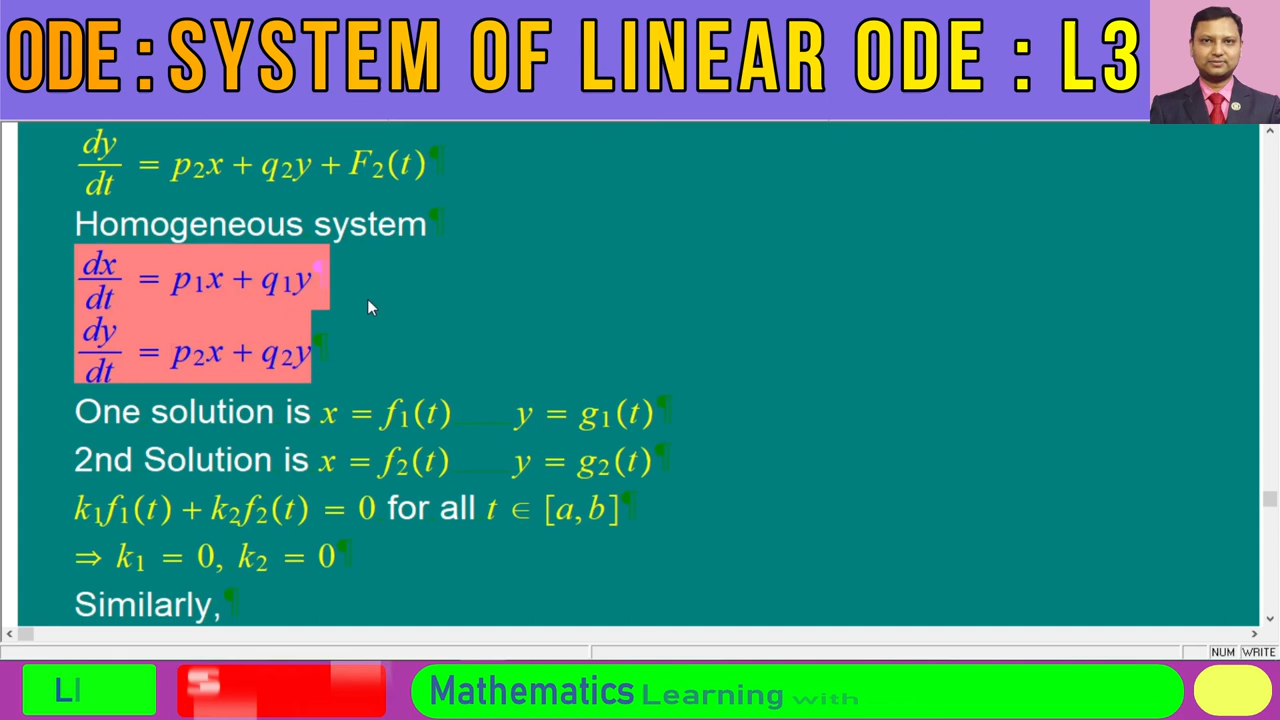 ODE : SYSTEM OF LINEAR ODE : L3
dy/dt = p₂x + q₂y + F₂(t)¶
Homogeneous system¶
dx/dt = p₁x + q₁y¶
dy/dt = p₂x + q₂y¶
One solution is x = f₁(t) y = g₁(t)¶
2nd Solution is x = f₂(t) y = g₂(t)¶
k₁f₁(t) + k₂f₂(t) = 0 for all t ∈ [a,b]¶
⇒ k₁ = 0, k₂ = 0¶
Similarly,¶
NUM WRITE
LI
S
Mathematics Learning with